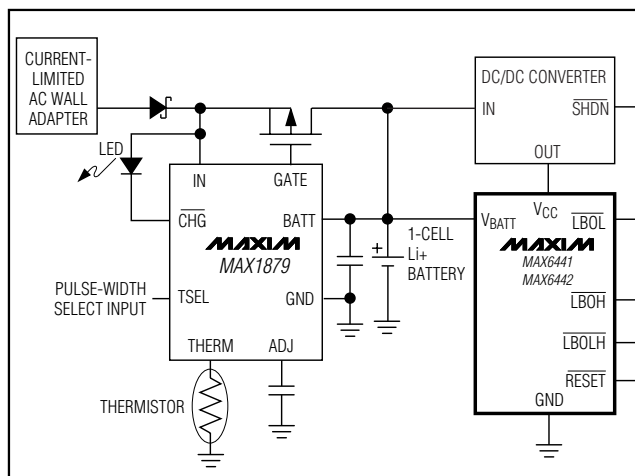 CURRENT-
LIMITED
AC WALL
ADAPTER
LED
IN
GATE
CHG
BATT
MAXIM
MAX1879
PULSE-WIDTH
SELECT INPUT
TSEL
GND
THERM
ADJ
THERMISTOR
+
1-CELL
Li+
BATTERY
DC/DC CONVERTER
IN
SHDN
OUT
VBATT
VCC
LBOL
MAXIM
MAX6441
MAX6442
LBOH
LBOLH
RESET
GND